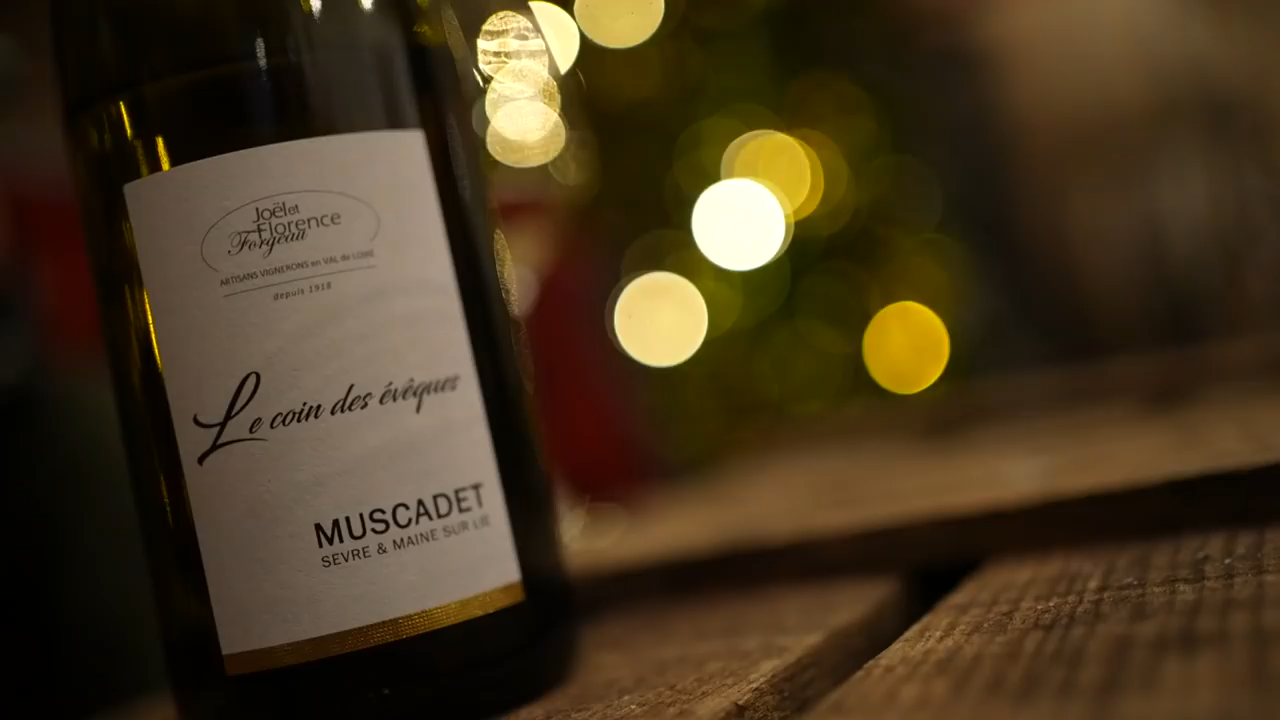 Joël et
Florence
Forgeau
ARTISANS VIGNERONS en VAL de LOIRE
depuis 1918
Le coin des évêques
MUSCADET
SEVRE & MAINE SUR LIE